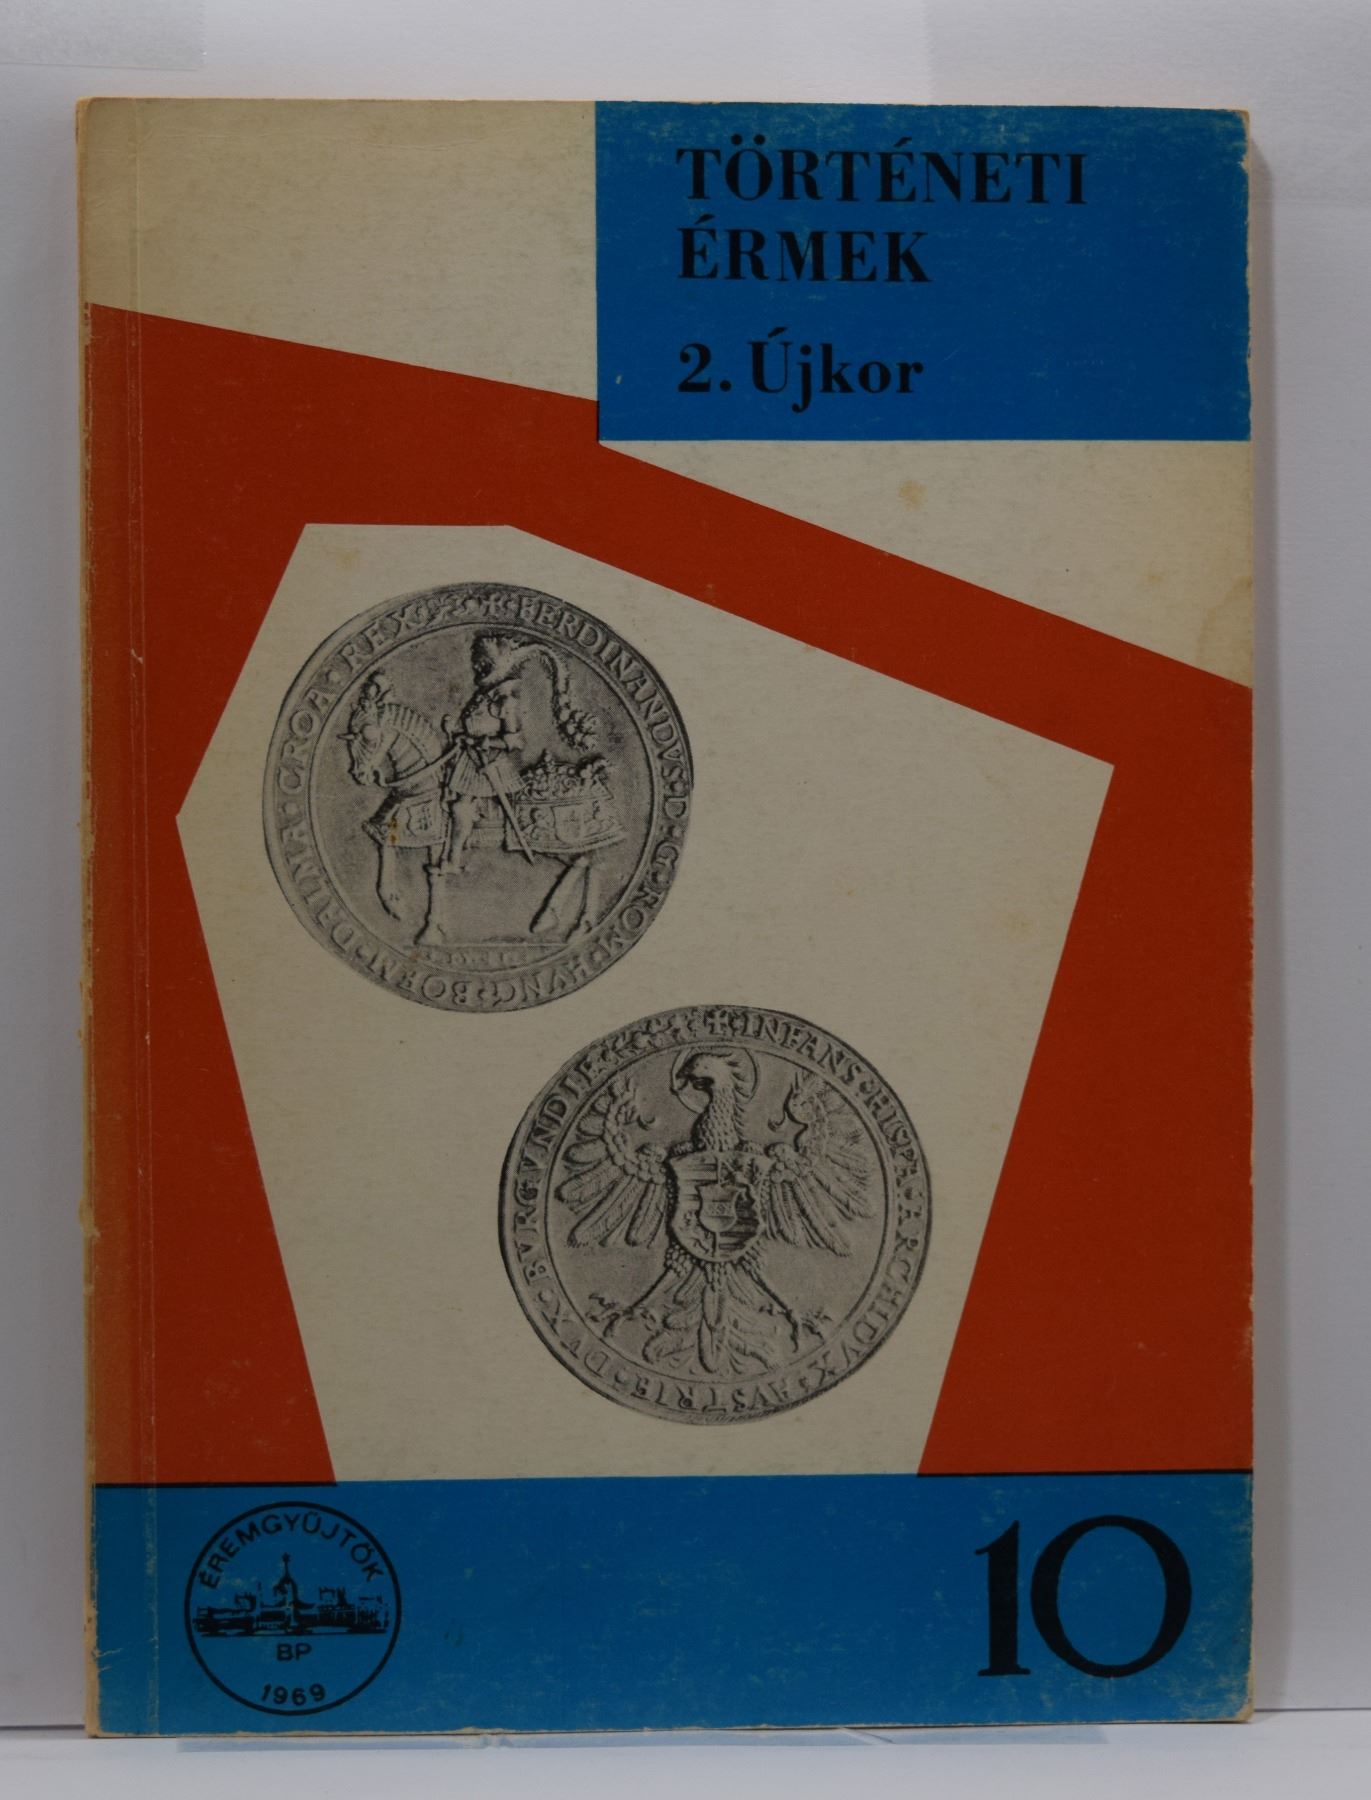 TÖRTÉNETI
ÉRMEK
2. Újkor
FERDINANDVS · D · G · ROM · HVNG · BOEM · DALMA · CROA · REX
INFANS · HISPA · ARCHIDVX · AVSTRIE · DVX · BVRGVNDIE
ÉREMGYŰJTŐK
BP
1969
10